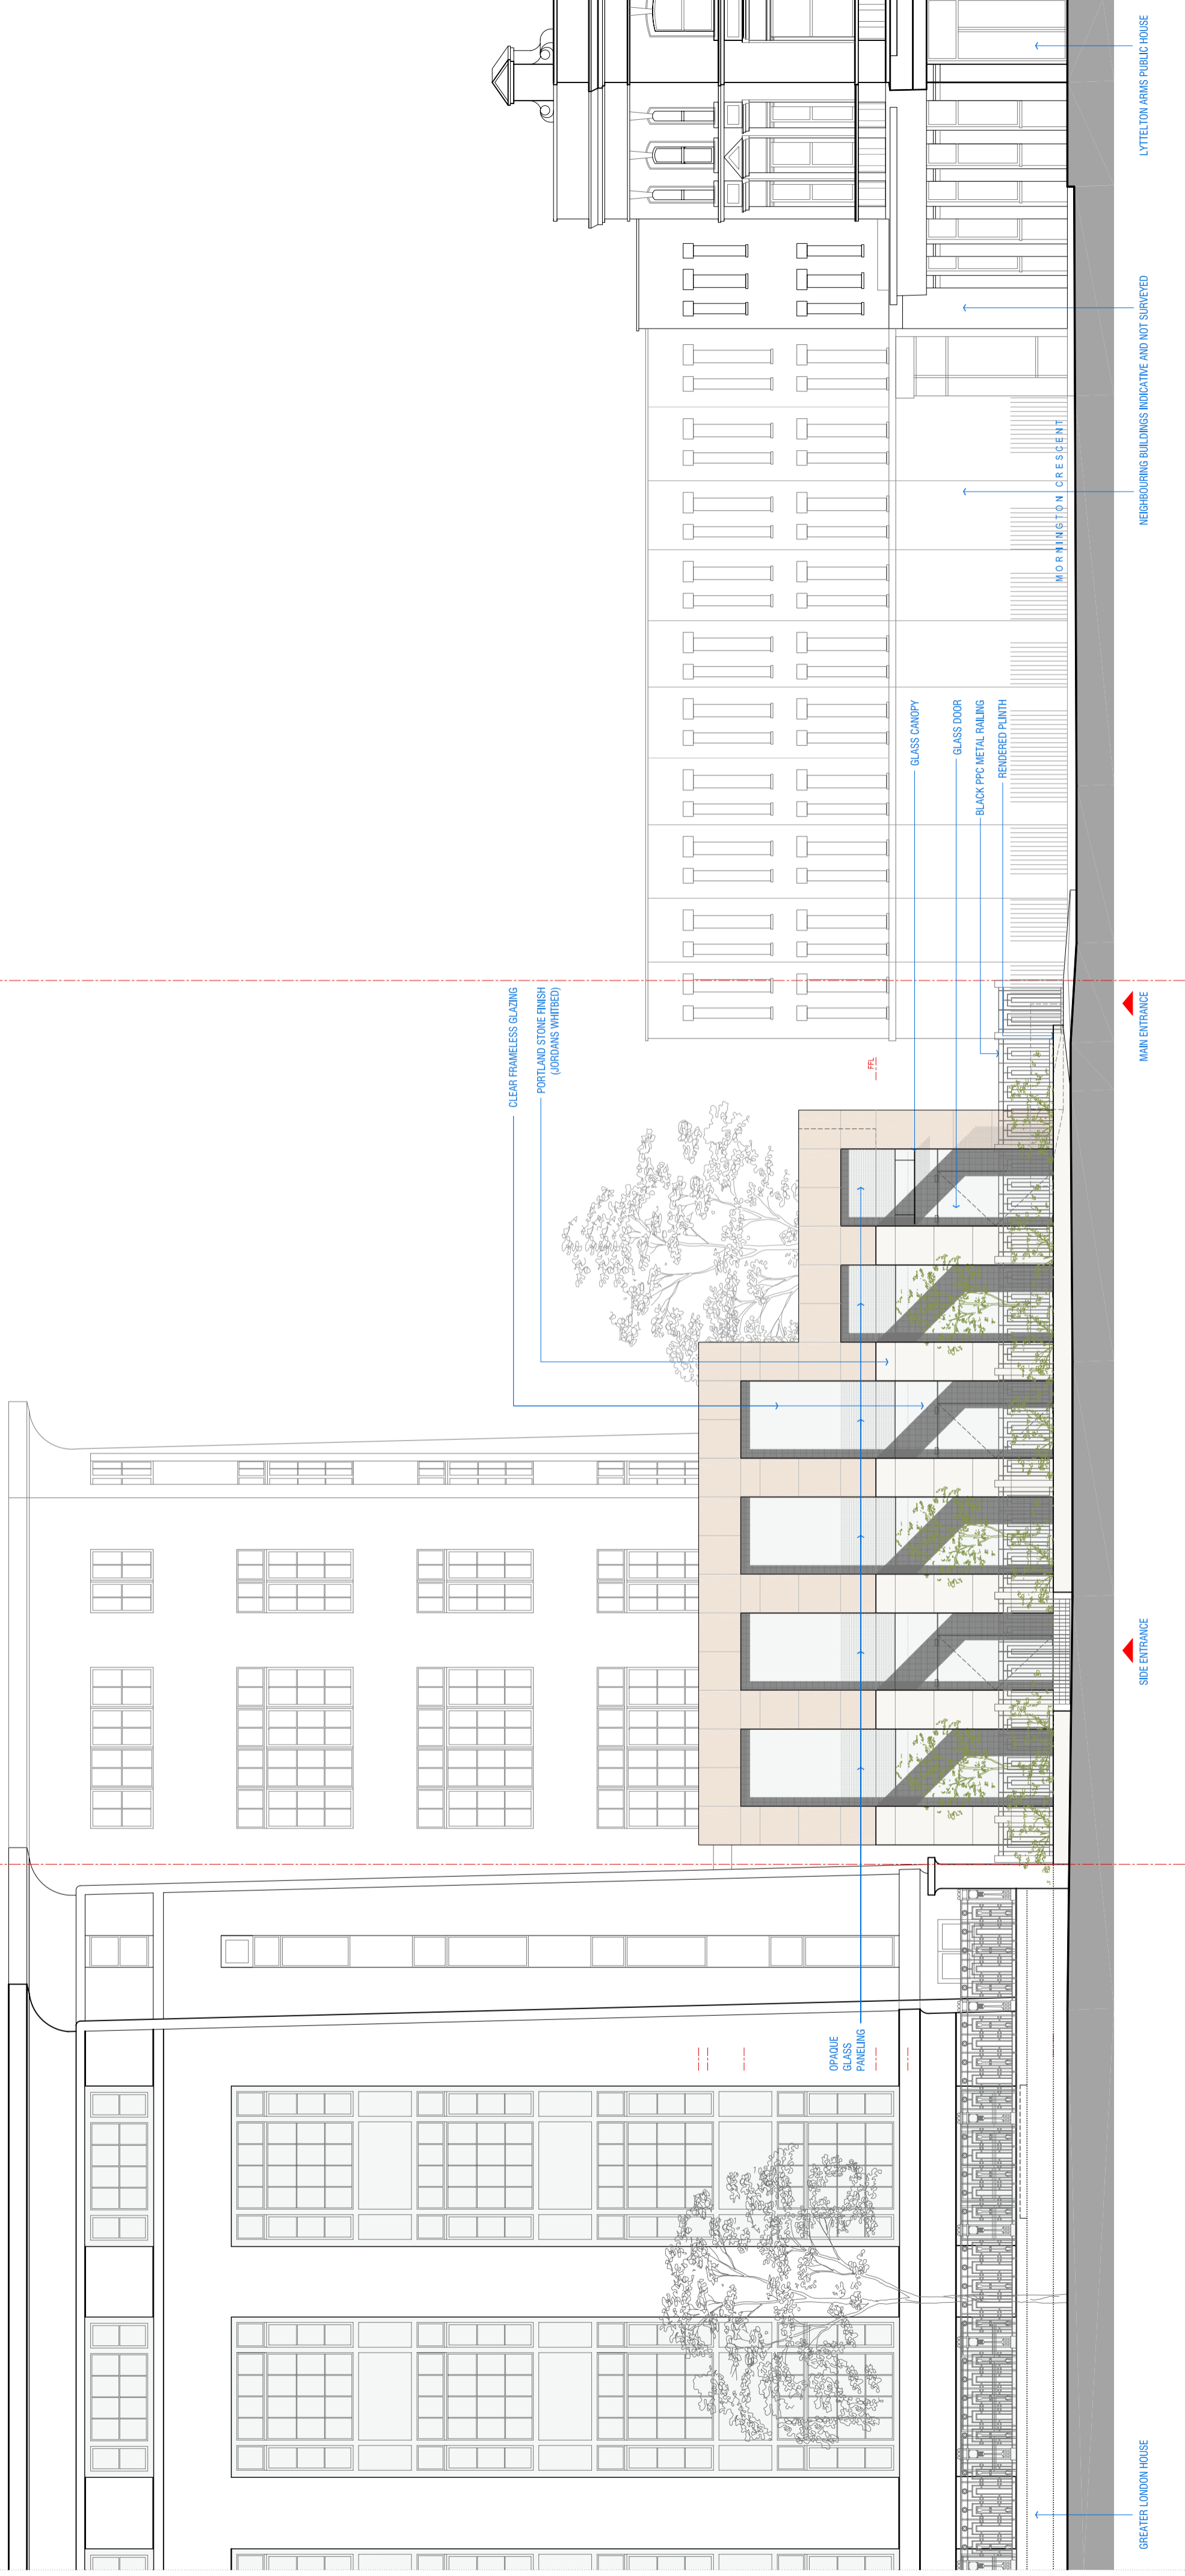 CLEAR FRAMELESS GLAZING
PORTLAND STONE FINISH
(JORDANS WHITBED)
OPAQUE
GLASS
PANELING
FFL
GLASS CANOPY
GLASS DOOR
BLACK PPC METAL RAILING
RENDERED PLINTH
MORNINGTON CRESCENT
GREATER LONDON HOUSE
SIDE ENTRANCE
MAIN ENTRANCE
NEIGHBOURING BUILDINGS INDICATIVE AND NOT SURVEYED
LYTTELTON ARMS PUBLIC HOUSE